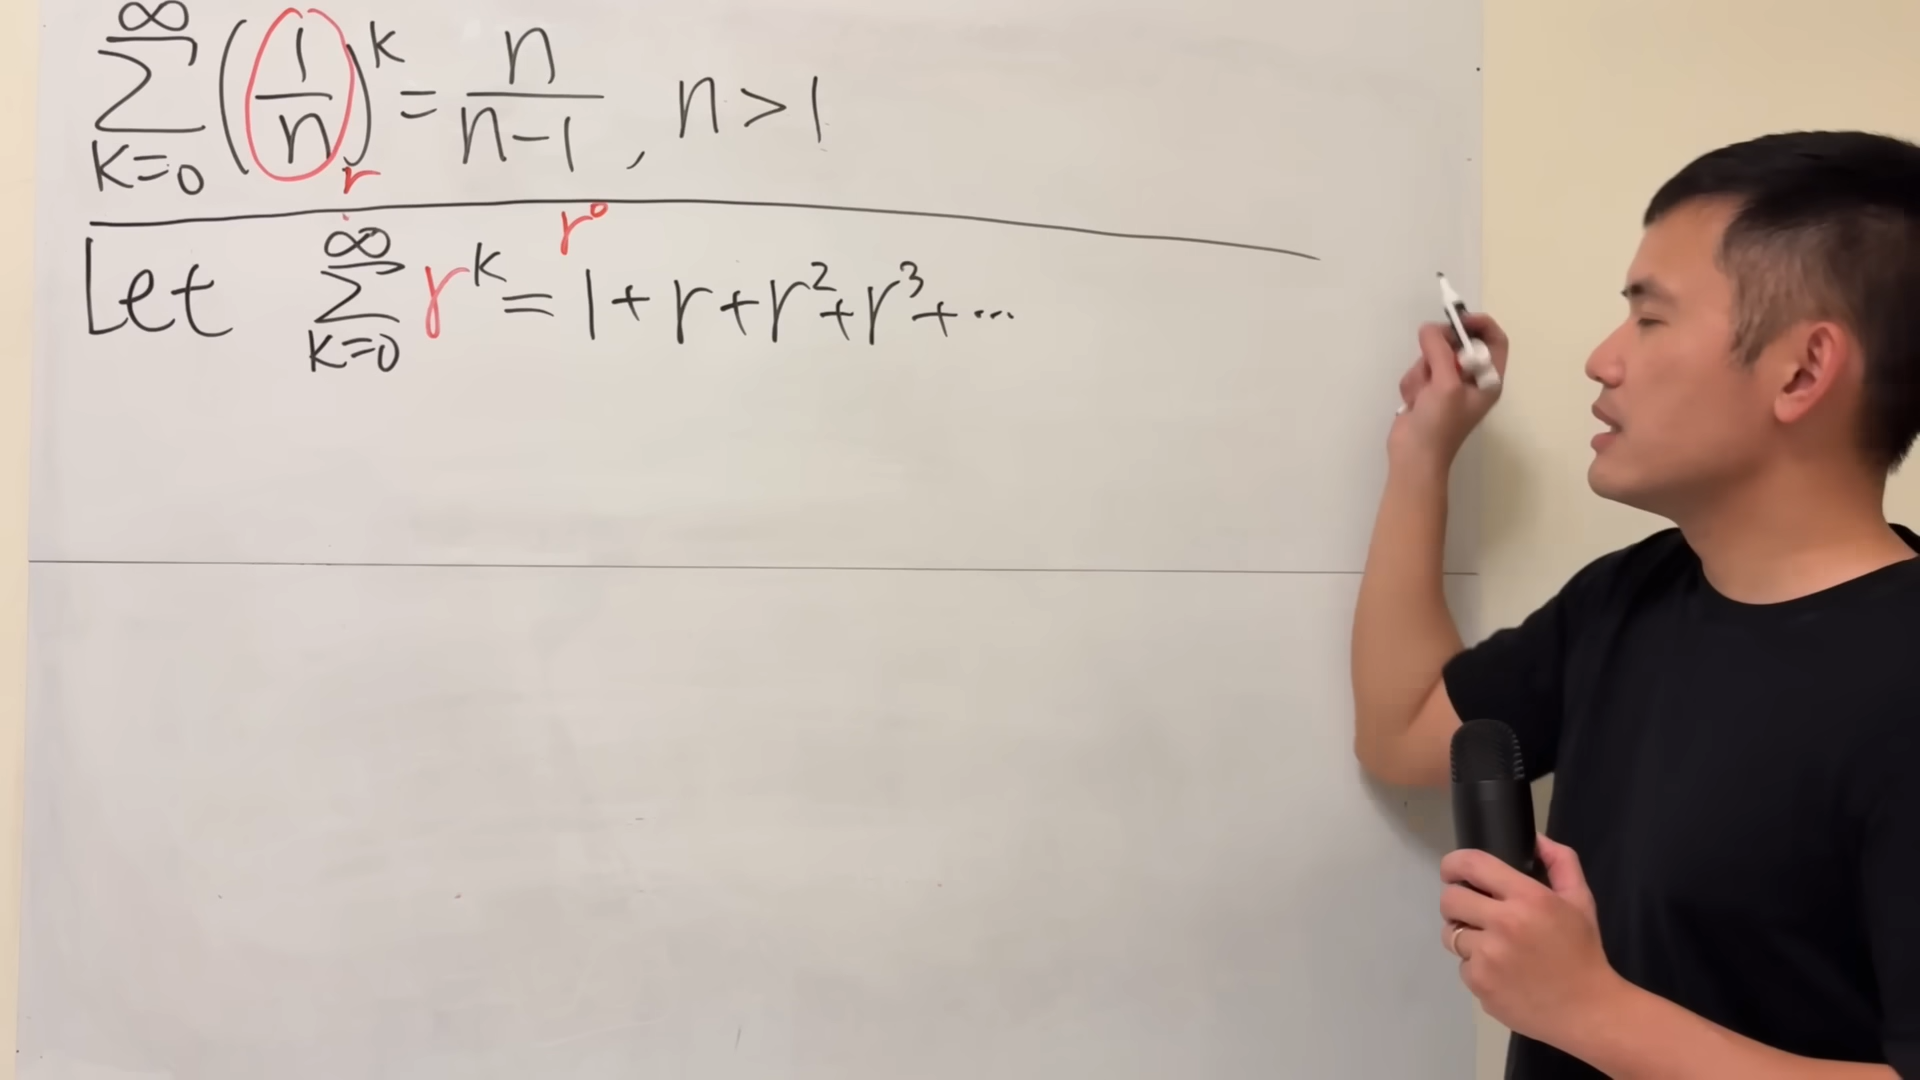 ∑_{k=0}^{∞} (1/n)^k = n/(n-1), n > 1
r
r⁰
Let ∑_{k=0}^{∞} r^k = 1 + r + r² + r³ + ...